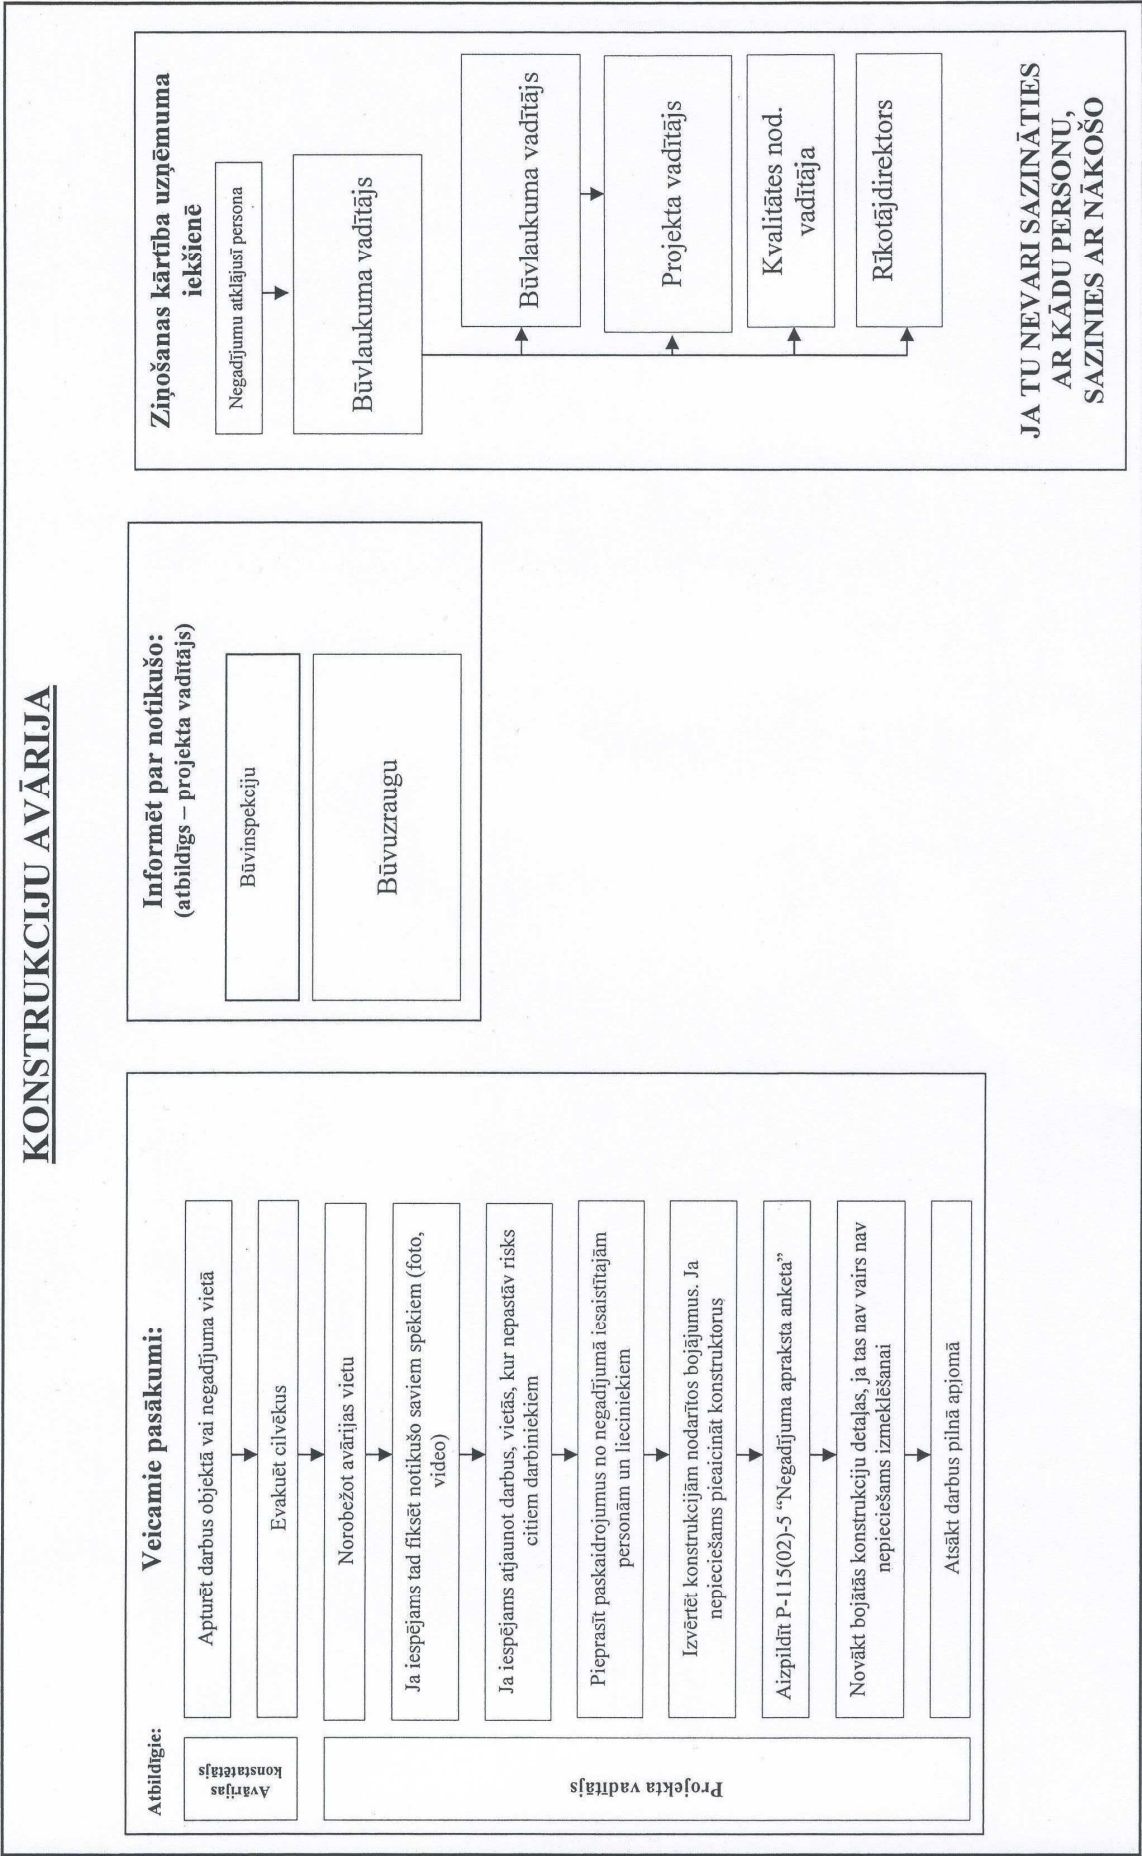 KONSTRUKCIJU AVĀRIJA
Atbildīgie:
Veicamie pasākumi:
Avārijas
konstatētājs
Apturēt darbus objektā vai negadījuma vietā
Evakuēt cilvēkus
Projekta vadītājs
Norobežot avārijas vietu
Ja iespējams tad fiksēt notikušo saviem spēkiem (foto,
video)
Ja iespējams atjaunot darbus, vietās, kur nepastāv risks
citiem darbiniekiem
Pieprasīt paskaidrojumus no negadījumā iesaistītajām
personām un lieciniekiem
Izvērtēt konstrukcijām nodarītos bojājumus. Ja
nepieciešams pieaicināt konstruktorus
Aizpildīt P-115(02)-5 “Negadījuma apraksta anketa”
Novākt bojātās konstrukciju detaļas, ja tas nav vairs nav
nepieciešams izmeklēšanai
Atsākt darbus pilnā apjomā
Informēt par notikušo:
(atbildīgs – projekta vadītājs)
Būvinspekciju
Būvuzraugu
Ziņošanas kārtība uzņēmuma
iekšienē
Negadījumu atklājusī persona
Būvlaukuma vadītājs
Būvlaukuma vadītājs
Projekta vadītājs
Kvalitātes nod.
vadītāja
Rīkotājdirektors
JA TU NEVARI SAZINĀTIES
AR KĀDU PERSONU,
SAZINIES AR NĀKOŠO